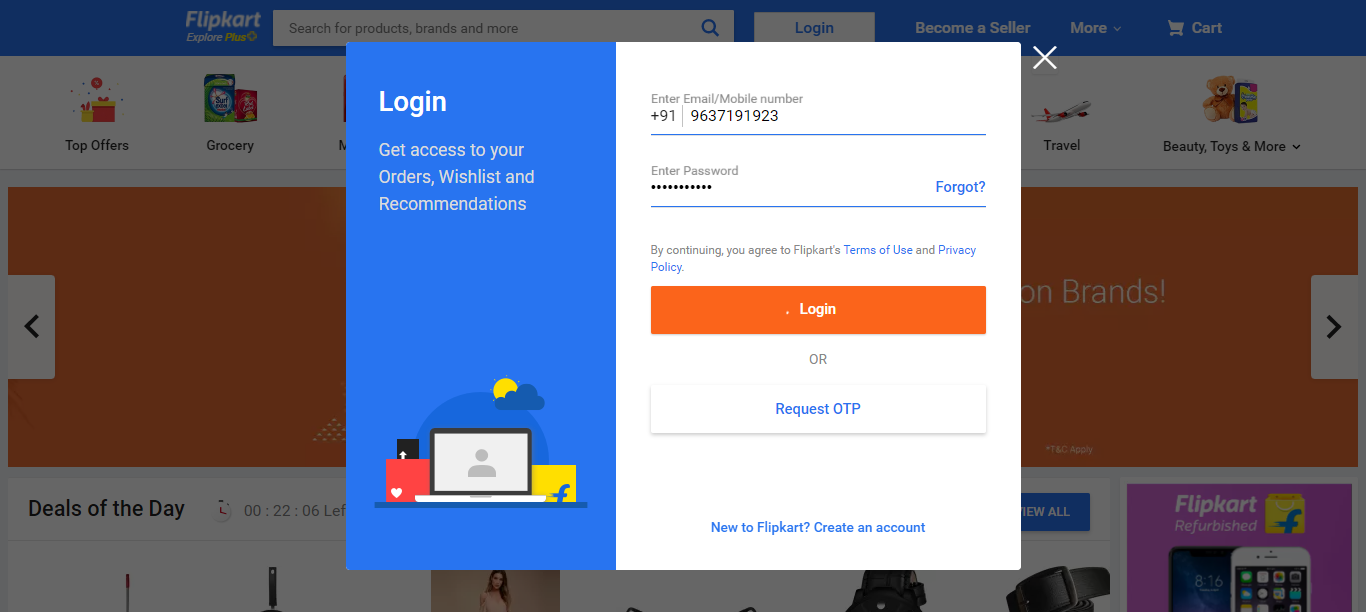 Flipkart
Explore Plus
Search for products, brands and more
Login
Become a Seller
More
Cart
Top Offers
Grocery
Travel
Beauty, Toys & More
Login
Get access to your
Orders, Wishlist and
Recommendations
Enter Email/Mobile number
+91 9637191923
Enter Password
•••••••••••
Forgot?
By continuing, you agree to Flipkart's Terms of Use and Privacy
Policy.
Login
OR
Request OTP
New to Flipkart? Create an account
on Brands!
*T&C Apply
Deals of the Day
00 : 22 : 06 Lef
VIEW ALL
Flipkart
Refurbished
8:16